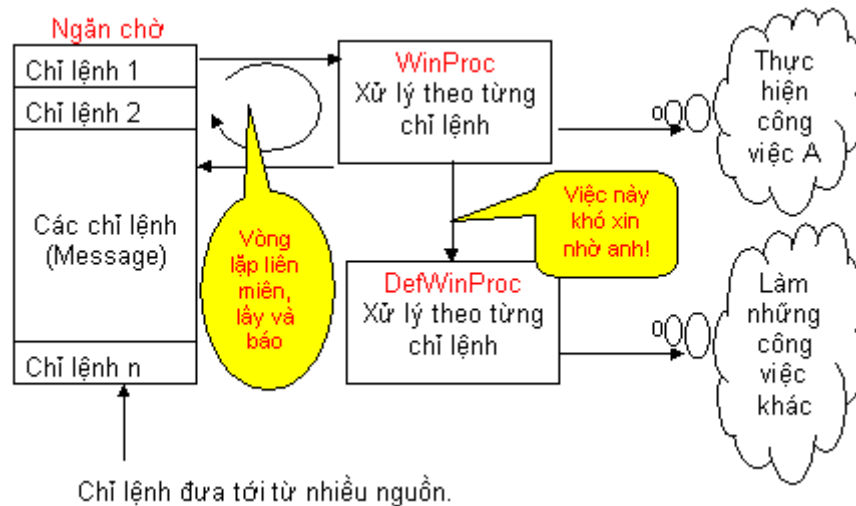 Ngăn chờ
Chỉ lệnh 1
Chỉ lệnh 2
Các chỉ lệnh
(Message)
Chỉ lệnh n
Chỉ lệnh đưa tới từ nhiều nguồn.
Vòng
lặp liên
miên,
lấy và
báo
WinProc
Xử lý theo từng
chỉ lệnh
Việc này
khó xin
nhờ anh!
DefWinProc
Xử lý theo từng
chỉ lệnh
Thực
hiện
công
việc A
Làm
những
công
việc
khác